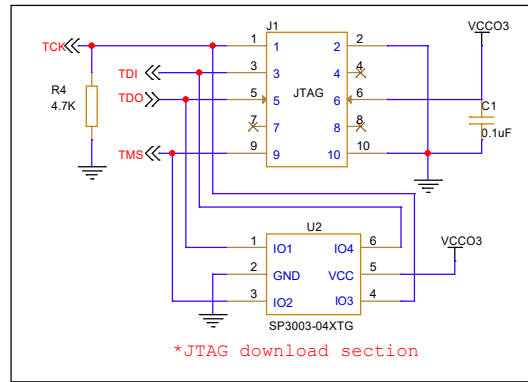 J1
VCCO3
TCK
1 1 2 2
TDI
3 3 4 4
R4
4.7K
TDO
5 5 JTAG 6 6
C1
0.1uF
7 7 8 8
TMS
9 9 10 10
U2
VCCO3
1 IO1 IO4 6
2 GND VCC 5
3 IO2 IO3 4
SP3003-04XTG
*JTAG download section